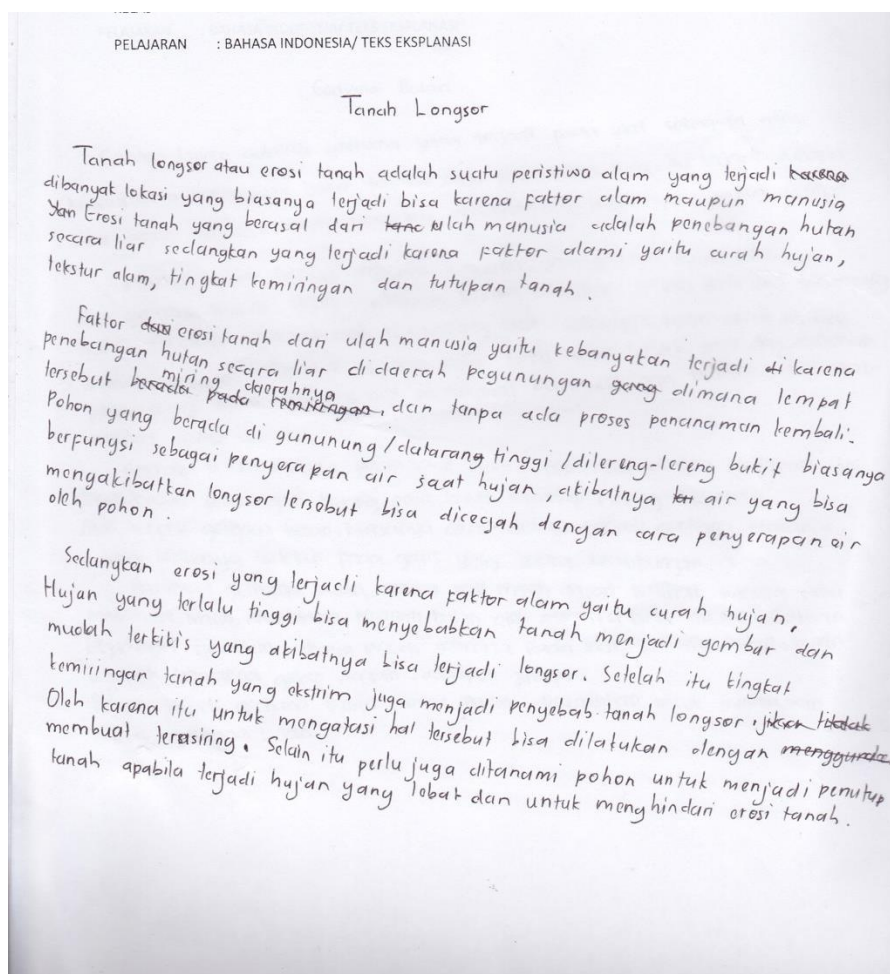 PELAJARAN : BAHASA INDONESIA/ TEKS EKSPLANASI
Tanah Longsor
Tanah longsor atau erosi tanah adalah suatu peristiwa alam yang terjadi karena
dibanyak lokasi yang biasanya terjadi bisa karena faktor alam maupun manusia
Yan Erosi tanah yang berasal dari ulah manusia adalah penebangan hutan
secara liar sedangkan yang terjadi karena faktor alami yaitu curah hujan,
tekstur alam, tingkat kemiringan dan tutupan tanah.
Faktor dan erosi tanah dari ulah manusia yaitu kebanyakan terjadi di karena
penebangan hutan secara liar di daerah pegunungan yang dimana tempat
miring daerahnya
tersebut berada pada kemiringan, dan tanpa ada proses penanaman kembali.
Pohon yang berada di gununung/datarang tinggi/dilereng-lereng bukit biasanya
berfungsi sebagai penyerapan air saat hujan, akibatnya air yang bisa
mengakibatkan longsor tersebut bisa dicegah dengan cara penyerapan air
oleh pohon.
Sedangkan erosi yang terjadi karena faktor alam yaitu curah hujan.
Hujan yang terlalu tinggi bisa menyebabkan tanah menjadi gembur dan
mudah terkikis yang akibatnya bisa terjadi longsor. Setelah itu tingkat
kemiringan tanah yang ekstrim juga menjadi penyebab tanah longsor.
Oleh karena itu untuk mengatasi hal tersebut bisa dilakukan dengan
membuat terasiring. Selain itu perlu juga ditanami pohon untuk menjadi penutup
tanah apabila terjadi hujan yang lebat dan untuk menghindari erosi tanah.